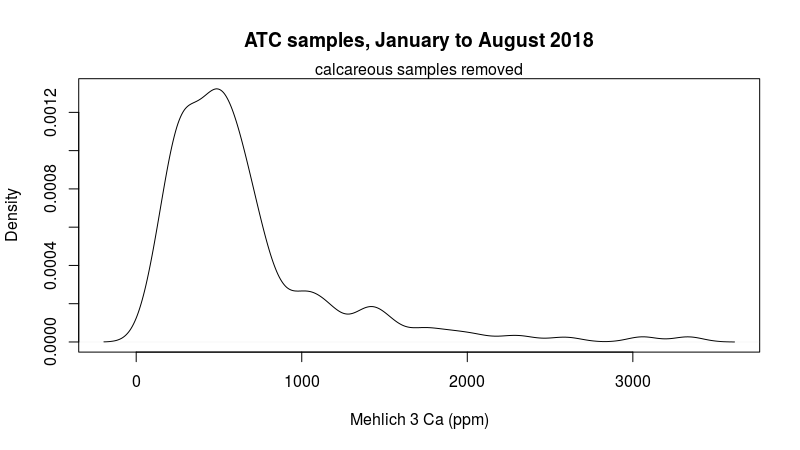 ATC samples, January to August 2018
calcareous samples removed
Density
0.0012
0.0008
0.0004
0.0000
0
1000
2000
3000
Mehlich 3 Ca (ppm)